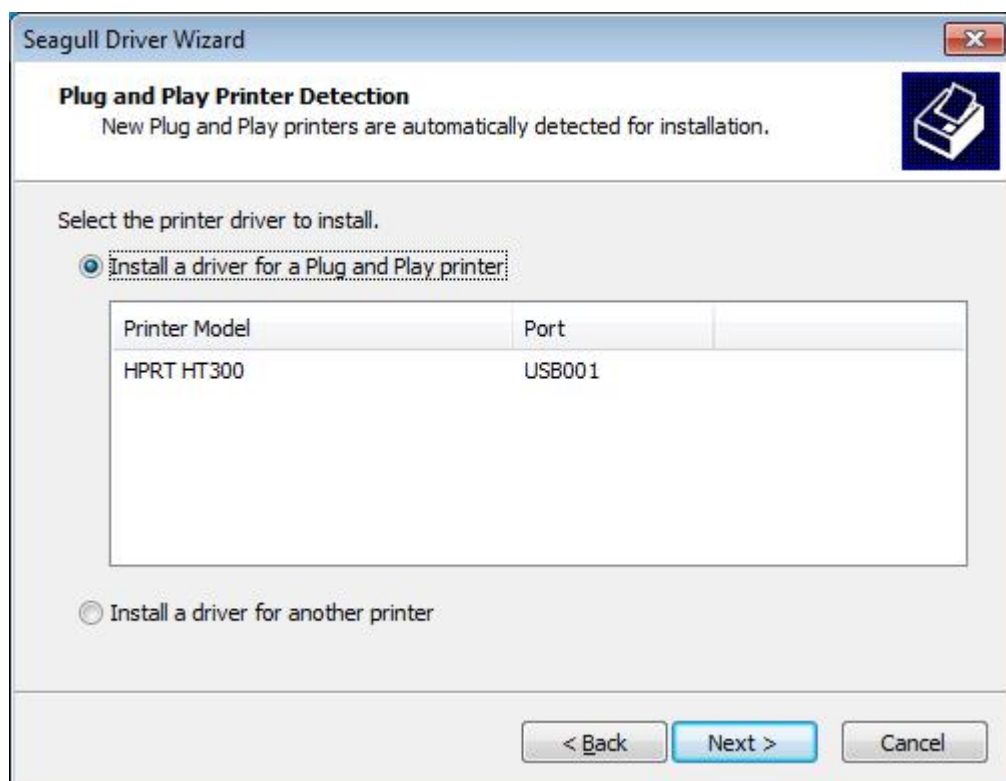 Seagull Driver Wizard
Plug and Play Printer Detection
New Plug and Play printers are automatically detected for installation.
Select the printer driver to install.
Install a driver for a Plug and Play printer
Printer Model Port
HPRT HT300 USB001
Install a driver for another printer
< Back Next > Cancel